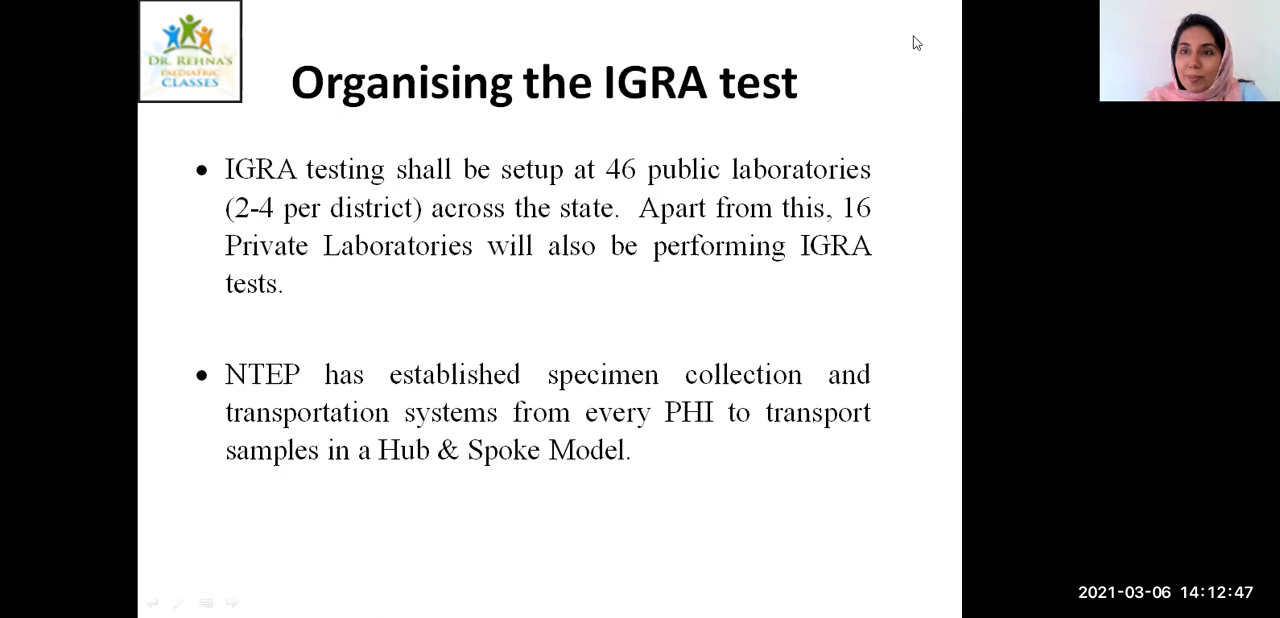 DR. REHNA'S
PAEDIATRIC
CLASSES
Organising the IGRA test
• IGRA testing shall be setup at 46 public laboratories
(2-4 per district) across the state. Apart from this, 16
Private Laboratories will also be performing IGRA
tests.
• NTEP has established specimen collection and
transportation systems from every PHI to transport
samples in a Hub & Spoke Model.
2021-03-06 14:12:47